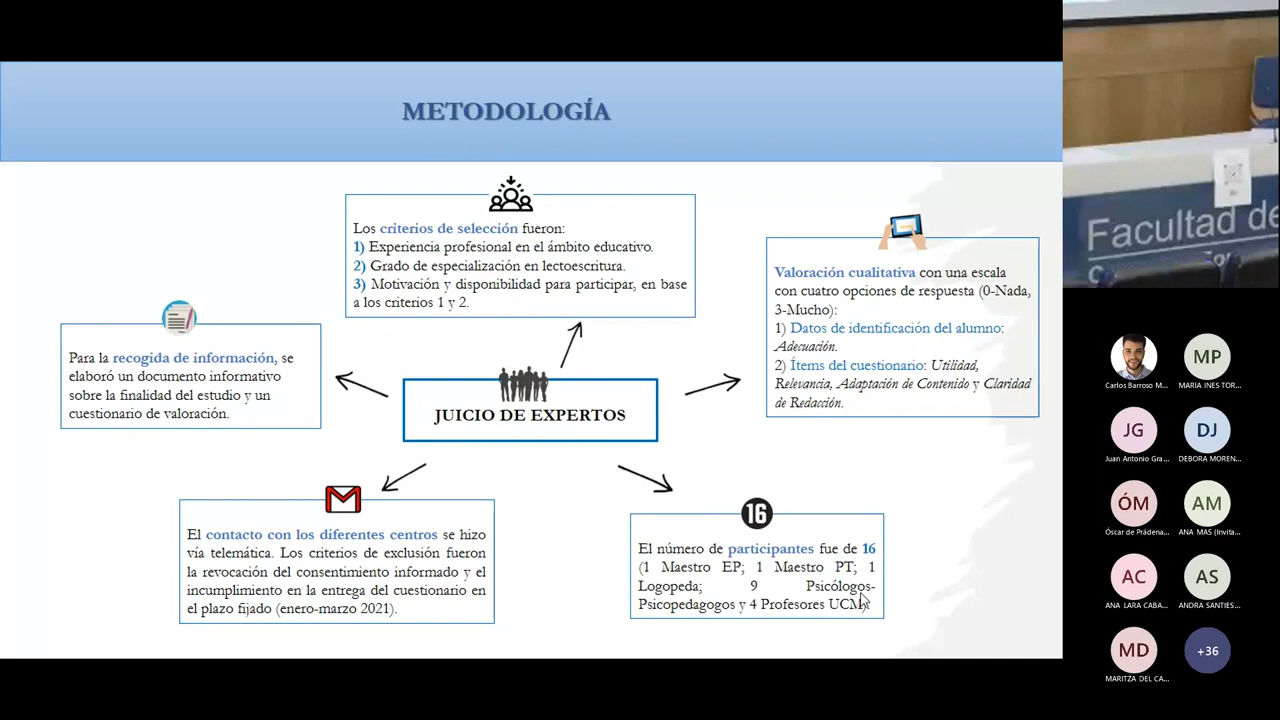 METODOLOGÍA
Los criterios de selección fueron:
1) Experiencia profesional en el ámbito educativo.
2) Grado de especialización en lectoescritura.
3) Motivación y disponibilidad para participar, en base
a los criterios 1 y 2.
Valoración cualitativa con una escala
con cuatro opciones de respuesta (0-Nada,
3-Mucho):
1) Datos de identificación del alumno:
Adecuación.
2) Ítems del cuestionario: Utilidad,
Relevancia, Adaptación de Contenido y Claridad
de Redacción.
Para la recogida de información, se
elaboró un documento informativo
sobre la finalidad del estudio y un
cuestionario de valoración.
JUICIO DE EXPERTOS
El contacto con los diferentes centros se hizo
vía telemática. Los criterios de exclusión fueron
la revocación del consentimiento informado y el
incumplimiento en la entrega del cuestionario en
el plazo fijado (enero-marzo 2021).
16
El número de participantes fue de 16
(1 Maestro EP; 1 Maestro PT; 1
Logopeda; 9 Psicólogos-
Psicopedagogos y 4 Profesores UCM)
Facultad de
MP
Carlos Barroso M...
MARIA INES TOR...
JG
DJ
Juan Antonio Gra...
DEBORA MOREN...
ÓM
AM
Óscar de Prádena...
ANA MAS (Invita...
AC
AS
ANA LARA CABA...
ANDRA SANTIES...
MD
+36
MARITZA DEL CA...